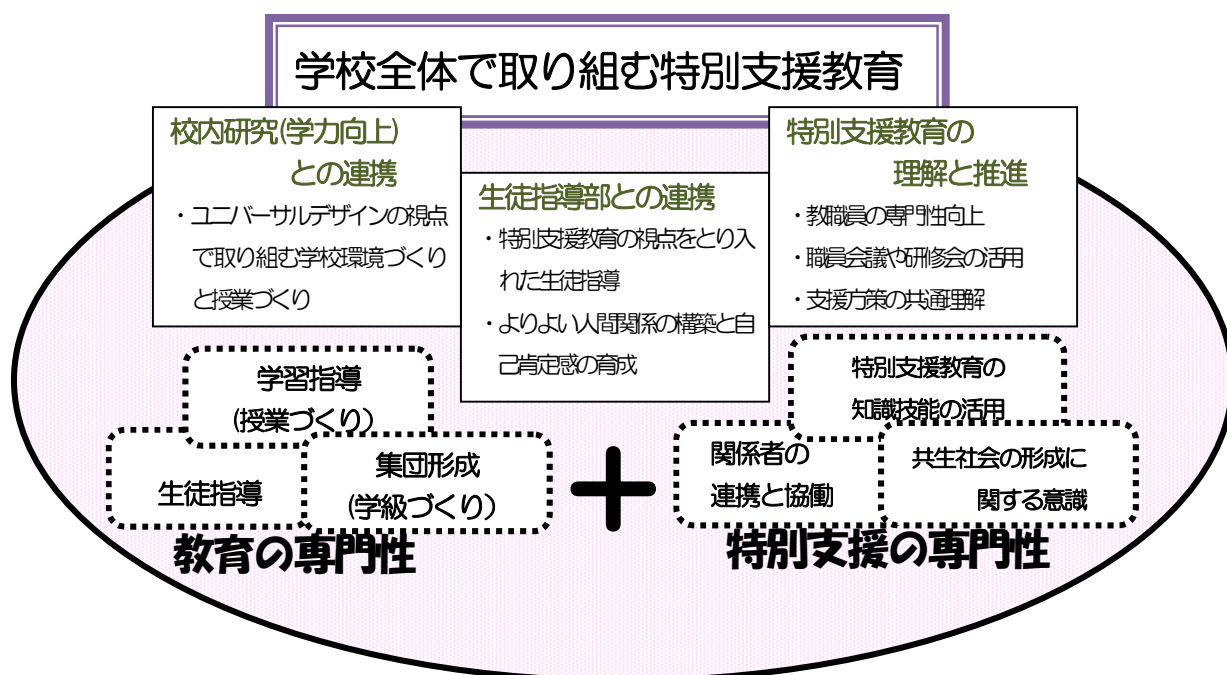 学校全体で取り組む特別支援教育
校内研究(学力向上)
との連携
・ユニバーサルデザインの視点
で取り組む学校環境づくり
と授業づくり
生徒指導部との連携
・特別支援教育の視点をとり入
れた生徒指導
・よりよい人間関係の構築と自
己肯定感の育成
特別支援教育の
理解と推進
・教職員の専門性向上
・職員会議や研修会の活用
・支援方策の共通理解
学習指導
(授業づくり)
生徒指導
集団形成
(学級づくり)
教育の専門性
+
特別支援教育の
知識技能の活用
関係者の
連携と協働
共生社会の形成に
関する意識
特別支援の専門性